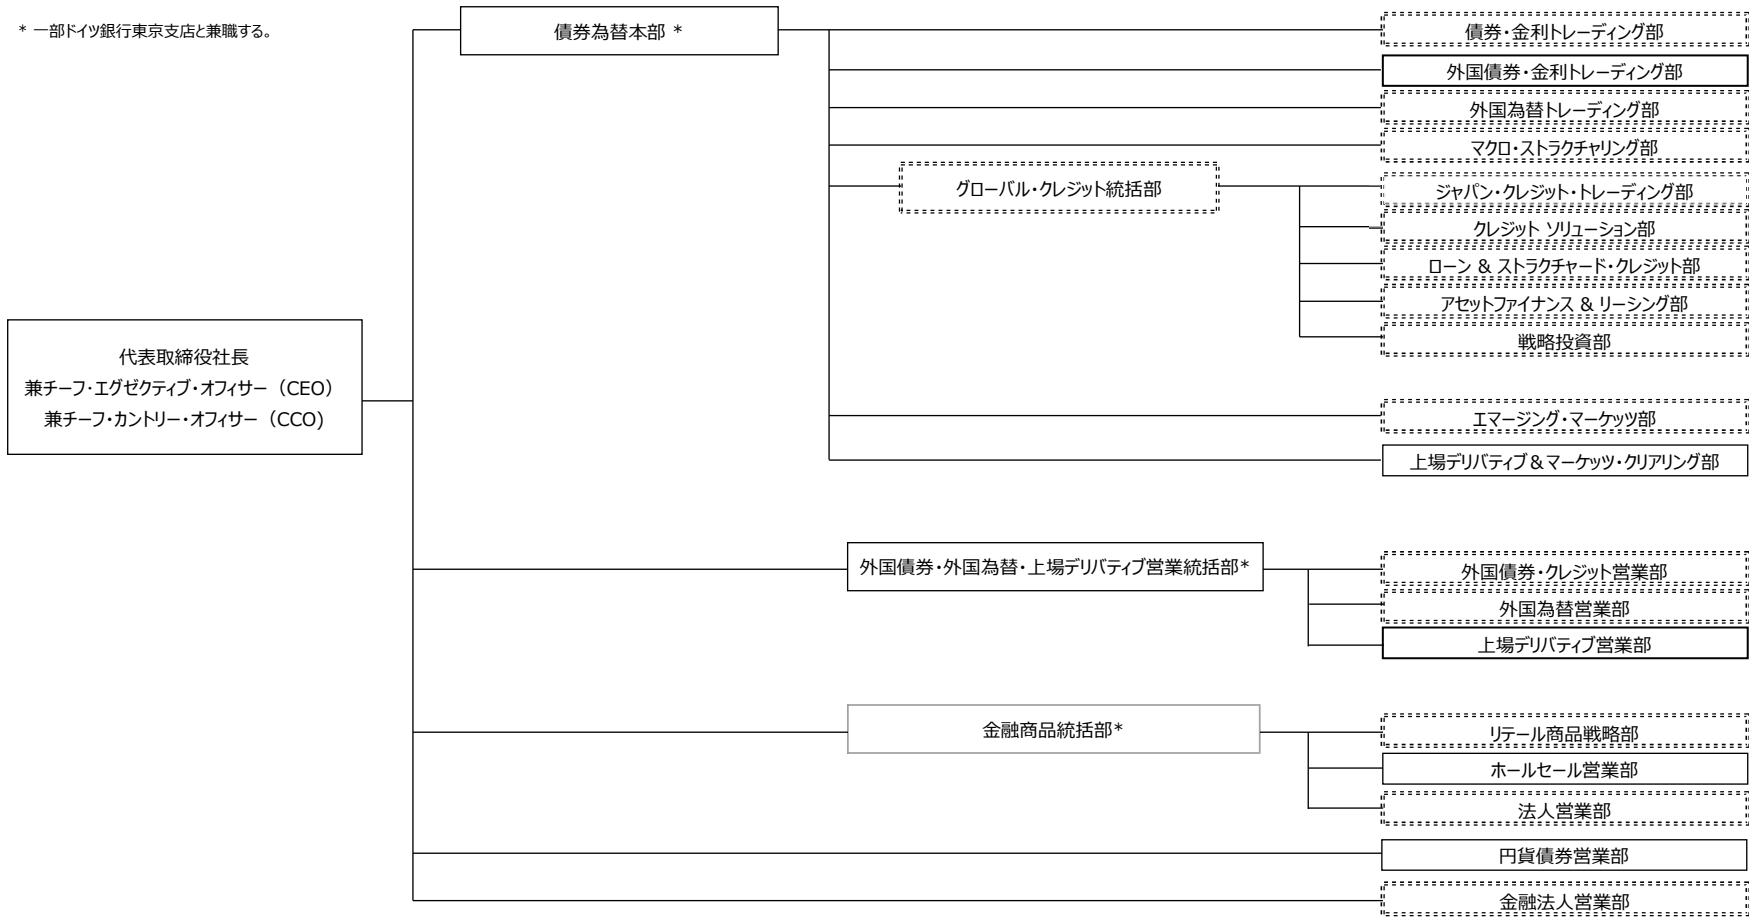 * 一部ドイツ銀行東京支店と兼職する。
債券為替本部 *
債券・金利トレーディング部
外国債券・金利トレーディング部
外国為替トレーディング部
マクロ・ストラクチャリング部
グローバル・クレジット統括部
ジャパン・クレジット・トレーディング部
クレジット ソリューション部
ローン & ストラクチャード・クレジット部
アセットファイナンス & リーシング部
戦略投資部
代表取締役社長
兼チーフ・エグゼクティブ・オフィサー（CEO）
兼チーフ・カントリー・オフィサー（CCO)
エマージング・マーケッツ部
上場デリバティブ＆マーケッツ・クリアリング部
外国債券・外国為替・上場デリバティブ営業統括部*
外国債券・クレジット営業部
外国為替営業部
上場デリバティブ営業部
金融商品統括部*
リテール商品戦略部
ホールセール営業部
法人営業部
円貨債券営業部
金融法人営業部